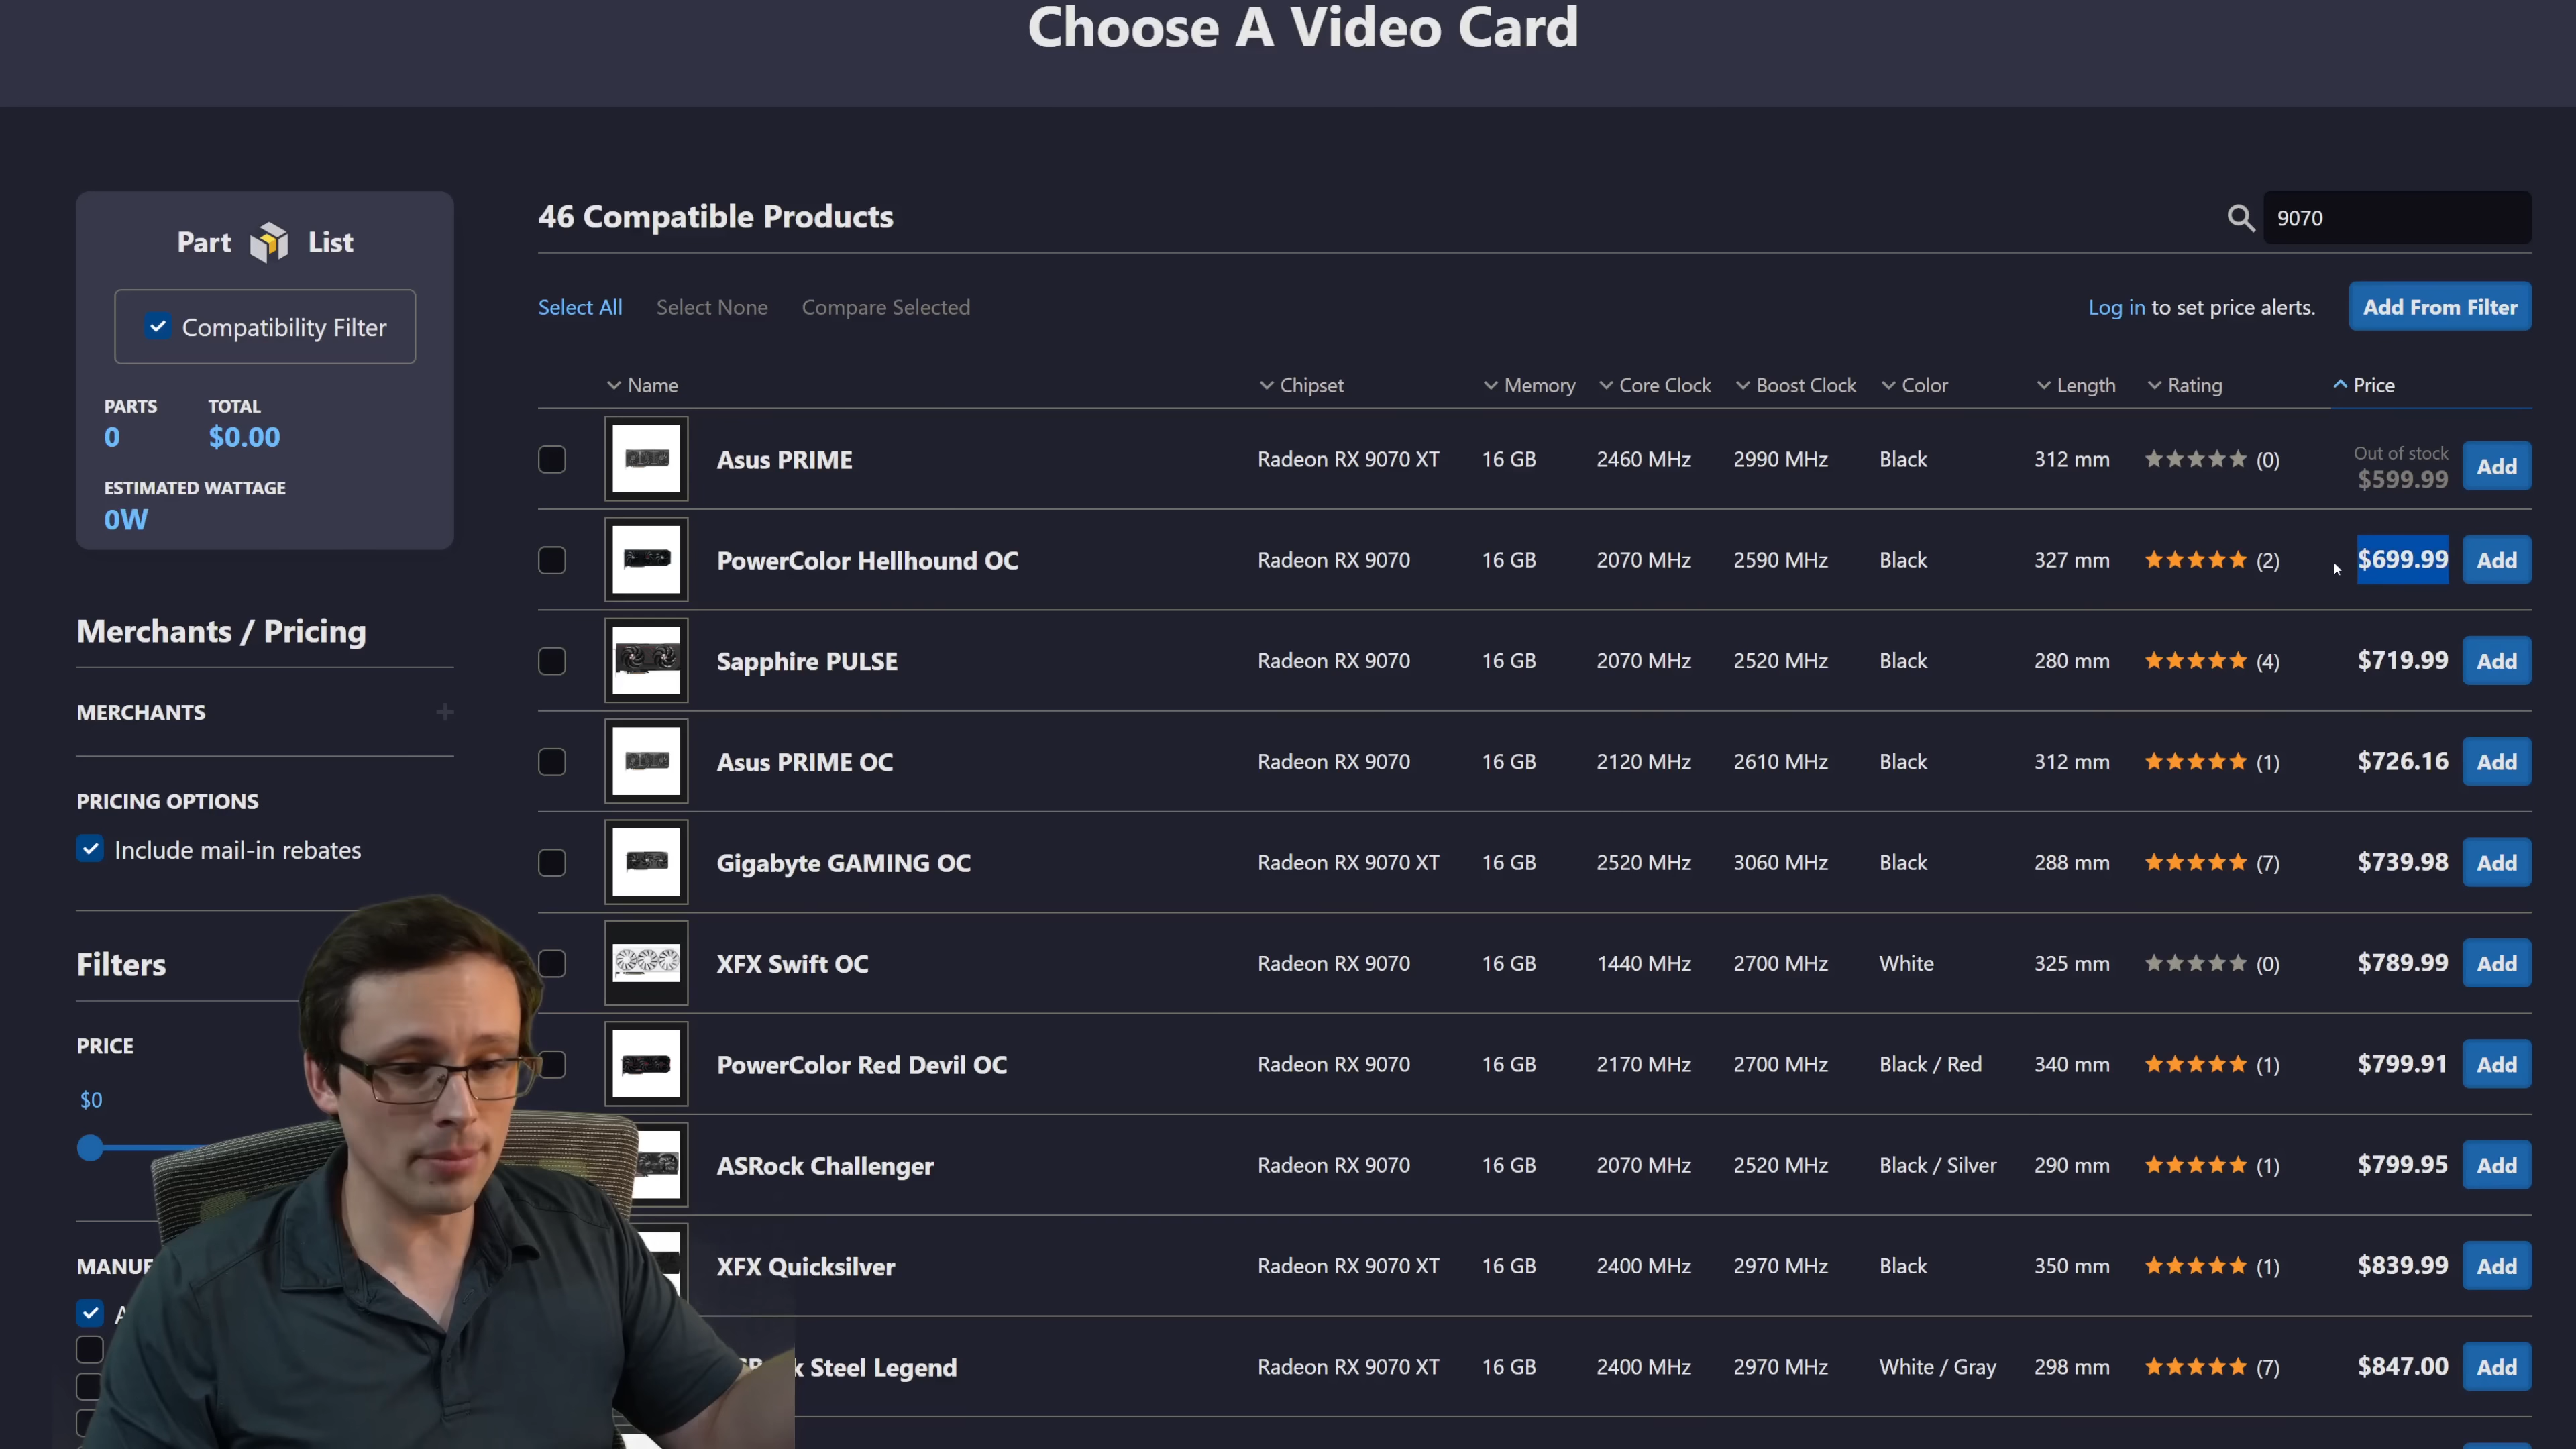 Choose A Video Card
Part List
Compatibility Filter
PARTS TOTAL
0 $0.00
ESTIMATED WATTAGE
0W
Merchants / Pricing
MERCHANTS +
PRICING OPTIONS
Include mail-in rebates
Filters
PRICE
$0
MANUF
46 Compatible Products
9070
Select All Select None Compare Selected
Log in to set price alerts. Add From Filter
Name Chipset Memory Core Clock Boost Clock Color Length Rating Price
Asus PRIME Radeon RX 9070 XT 16 GB 2460 MHz 2990 MHz Black 312 mm (0) Out of stock $599.99 Add
PowerColor Hellhound OC Radeon RX 9070 16 GB 2070 MHz 2590 MHz Black 327 mm (2) $699.99 Add
Sapphire PULSE Radeon RX 9070 16 GB 2070 MHz 2520 MHz Black 280 mm (4) $719.99 Add
Asus PRIME OC Radeon RX 9070 16 GB 2120 MHz 2610 MHz Black 312 mm (1) $726.16 Add
Gigabyte GAMING OC Radeon RX 9070 XT 16 GB 2520 MHz 3060 MHz Black 288 mm (7) $739.98 Add
XFX Swift OC Radeon RX 9070 16 GB 1440 MHz 2700 MHz White 325 mm (0) $789.99 Add
PowerColor Red Devil OC Radeon RX 9070 16 GB 2170 MHz 2700 MHz Black / Red 340 mm (1) $799.91 Add
ASRock Challenger Radeon RX 9070 16 GB 2070 MHz 2520 MHz Black / Silver 290 mm (1) $799.95 Add
XFX Quicksilver Radeon RX 9070 XT 16 GB 2400 MHz 2970 MHz Black 350 mm (1) $839.99 Add
Steel Legend Radeon RX 9070 XT 16 GB 2400 MHz 2970 MHz White / Gray 298 mm (7) $847.00 Add